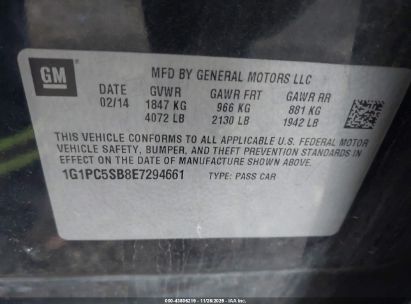 GM
MFD BY GENERAL MOTORS LLC
DATE GVWR GAWR FRT GAWR RR
02/14 1847 KG 966 KG 881 KG
4072 LB 2130 LB 1942 LB
THIS VEHICLE CONFORMS TO ALL APPLICABLE U.S. FEDERAL MOTOR
VEHICLE SAFETY, BUMPER, AND THEFT PREVENTION STANDARDS
IN EFFECT ON THE DATE OF MANUFACTURE SHOWN ABOVE.
1G1PC5SB8E7294661 TYPE: PASS CAR